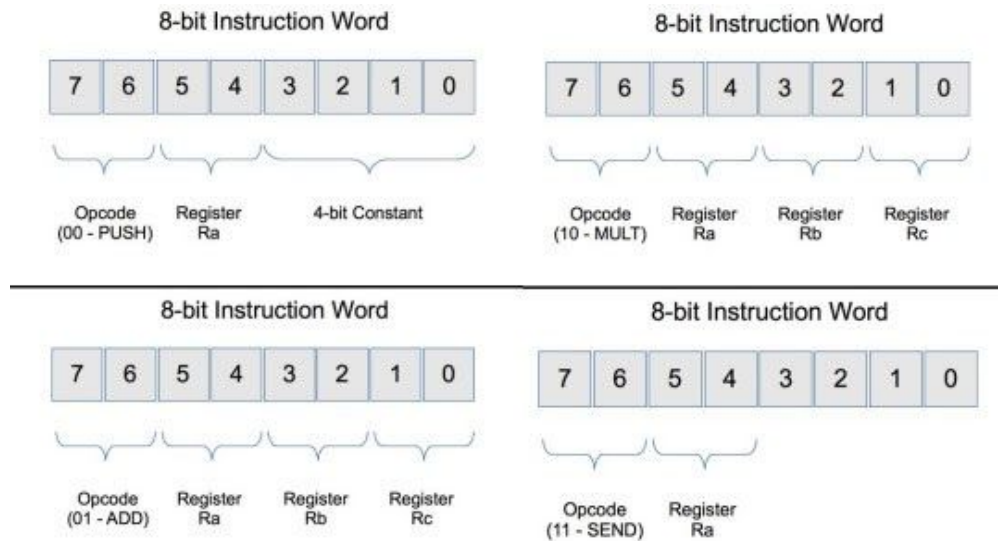 8-bit Instruction Word
7 6 5 4 3 2 1 0
Opcode
(00 - PUSH)
Register
Ra
4-bit Constant
8-bit Instruction Word
7 6 5 4 3 2 1 0
Opcode
(10 - MULT)
Register
Ra
Register
Rb
Register
Rc
8-bit Instruction Word
7 6 5 4 3 2 1 0
Opcode
(01 - ADD)
Register
Ra
Register
Rb
Register
Rc
8-bit Instruction Word
7 6 5 4 3 2 1 0
Opcode
(11 - SEND)
Register
Ra